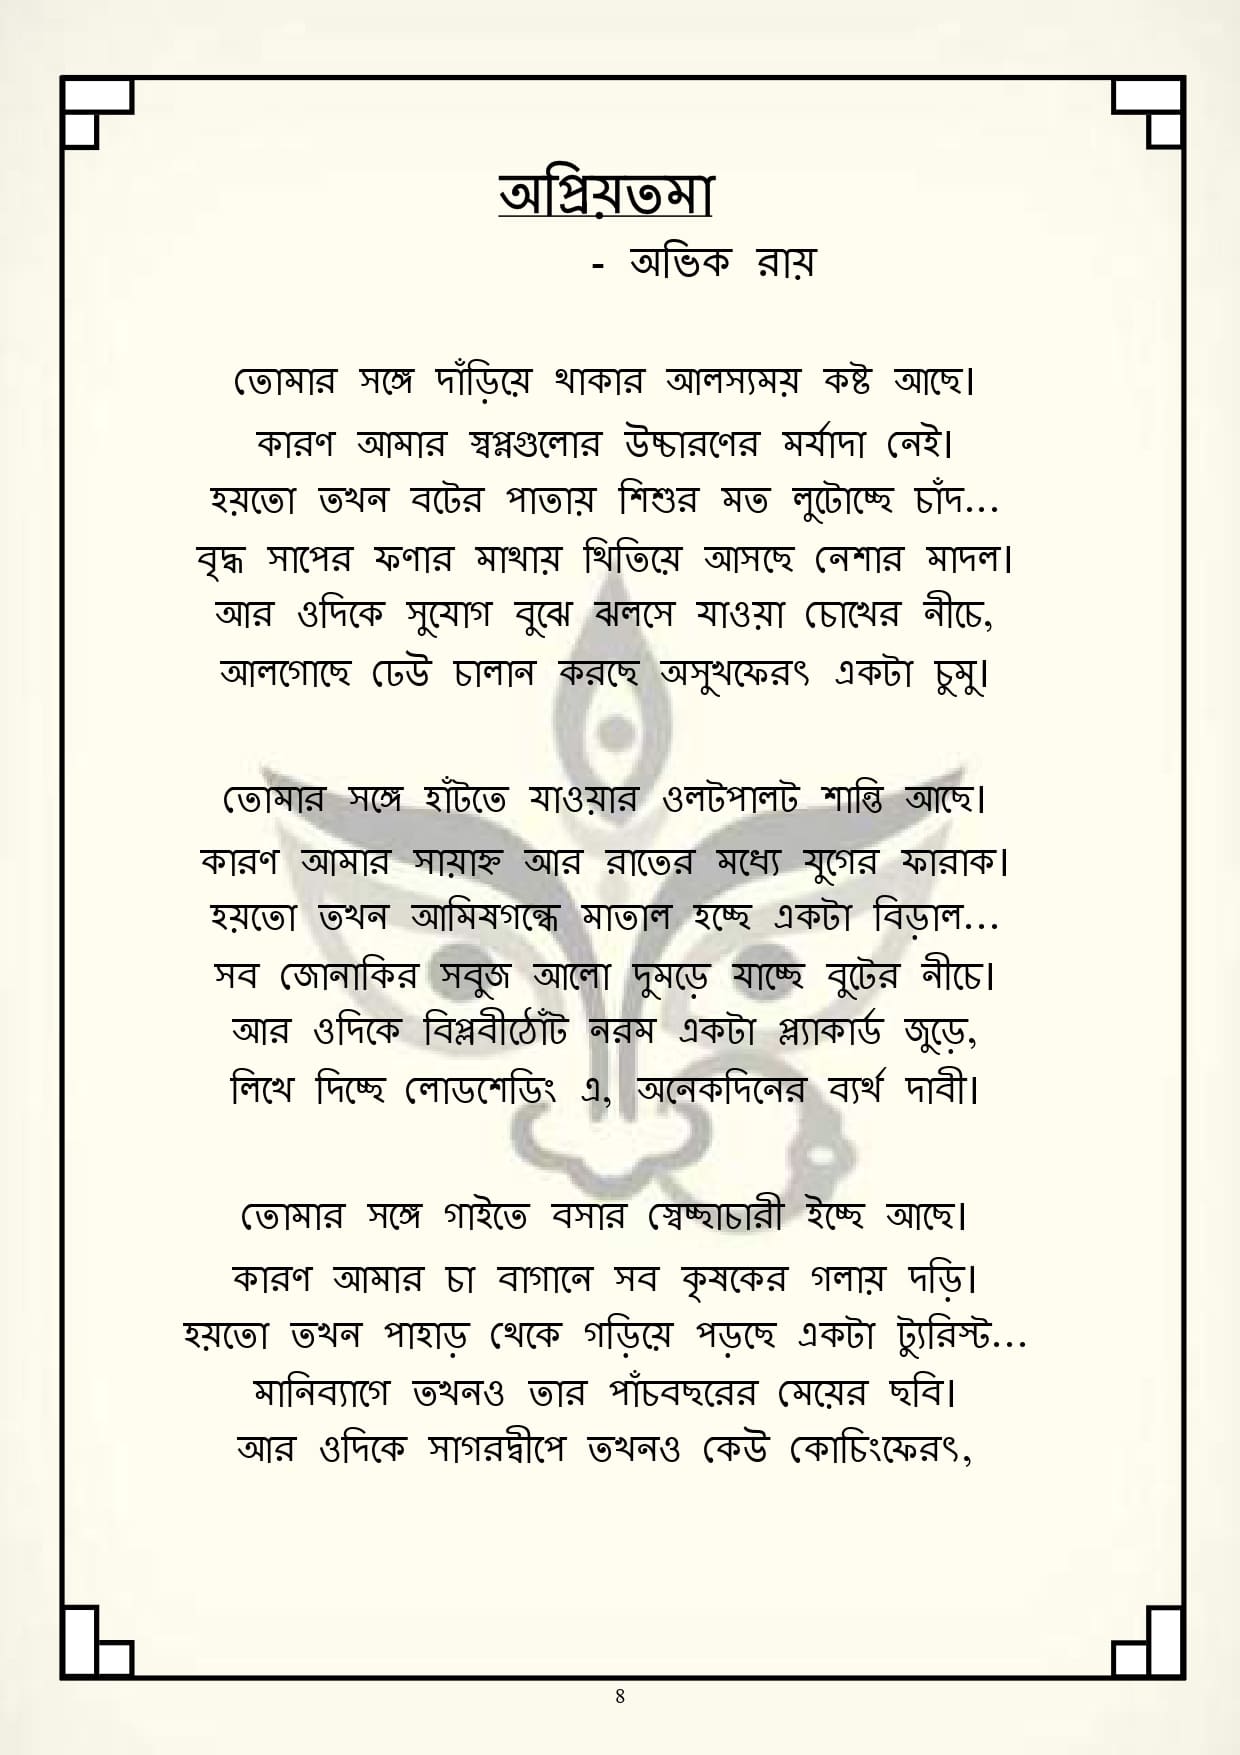 অপ্রিয়তমা
- অভিক রায়
তোমার সঙ্গে দাঁড়িয়ে থাকার আলস্যময় কষ্ট আছে।
কারণ আমার স্বপ্নগুলোর উচ্চারণের মর্যাদা নেই।
হয়তো তখন বটের পাতায় শিশুর মত লুটোচ্ছে চাঁদ...
বৃদ্ধ সাপের ফণার মাথায় থিতিয়ে আসছে নেশার মাদল।
আর ওদিকে সুযোগ বুঝে ঝলসে যাওয়া চোখের নীচে,
আলগোছে ঢেউ চালান করছে অসুখফেরৎ একটা চুমু।
তোমার সঙ্গে হাঁটতে যাওয়ার ওলটপালট শান্তি আছে।
কারণ আমার সায়াহ্ন আর রাতের মধ্যে যুগের ফারাক।
হয়তো তখন আমিষগন্ধে মাতাল হচ্ছে একটা বিড়াল...
সব জোনাকির সবুজ আলো দুমড়ে যাচ্ছে বুটের নীচে।
আর ওদিকে বিপ্লবীঠোঁট নরম একটা প্ল্যাকার্ড জুড়ে,
লিখে দিচ্ছে লোডশেডিং এ, অনেকদিনের ব্যর্থ দাবী।
তোমার সঙ্গে গাইতে বসার স্বেচ্ছাচারী ইচ্ছে আছে।
কারণ আমার চা বাগানে সব কৃষকের গলায় দড়ি।
হয়তো তখন পাহাড় থেকে গড়িয়ে পড়ছে একটা ট্যুরিস্ট...
মানিব্যাগে তখনও তার পাঁচবছরের মেয়ের ছবি।
আর ওদিকে সাগরদ্বীপে তখনও কেউ কোচিংফেরৎ,
8